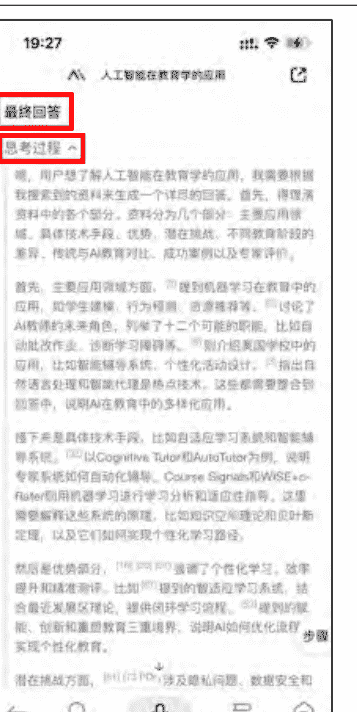 19:27
人工智能在教育学的应用
最终回答
思考过程
嗯，用户想了解人工智能在教育学的应用，我需要根据
我搜索到的资料来生成一个详尽的回答。首先，得理清
资料中的各个部分。资料分为几个部分：主要应用领
域、具体技术手段、优势、潜在挑战、不同教育阶段的
差异、传统与AI教育对比、成功案例以及专家评价。
首先，主要应用领域方面，提到机器学习在教育中的
应用，如学生建模、行为预测、资源推荐等。讨论了
AI教师的未来角色，列举了十二个可能的职能，比如自
动批改作业、诊断学习障碍等。则介绍美国学校中的
应用，比如智能辅导系统、个性化活动设计。指出自
然语言处理和智能代理是热点技术，这些都需要整合到
回答中，说明AI在教育中的多样化应用。
接下来是具体技术手段，比如自适应学习系统和智能辅
导系统。以Cognitive Tutor和AutoTutor为例，说明
专家系统如何自动化辅导。Course Signals和WISE+c-
Rater则用机器学习进行学习分析和适应性指导。这里
需要解释这些系统的原理，比如知识空间理论和贝叶斯
定理，以及它们如何实现个性化学习路径。
然后是优势部分，强调了个性化学习、效率
提升和精准测评。比如提到的智适应学习系统，结
合最近发展区理论，提供闭环学习流程。提到的赋
能、创新和重塑教育三重境界，说明AI如何优化流程
实现个性化教育。
步骤
潜在挑战方面，涉及隐私问题、数据安全和